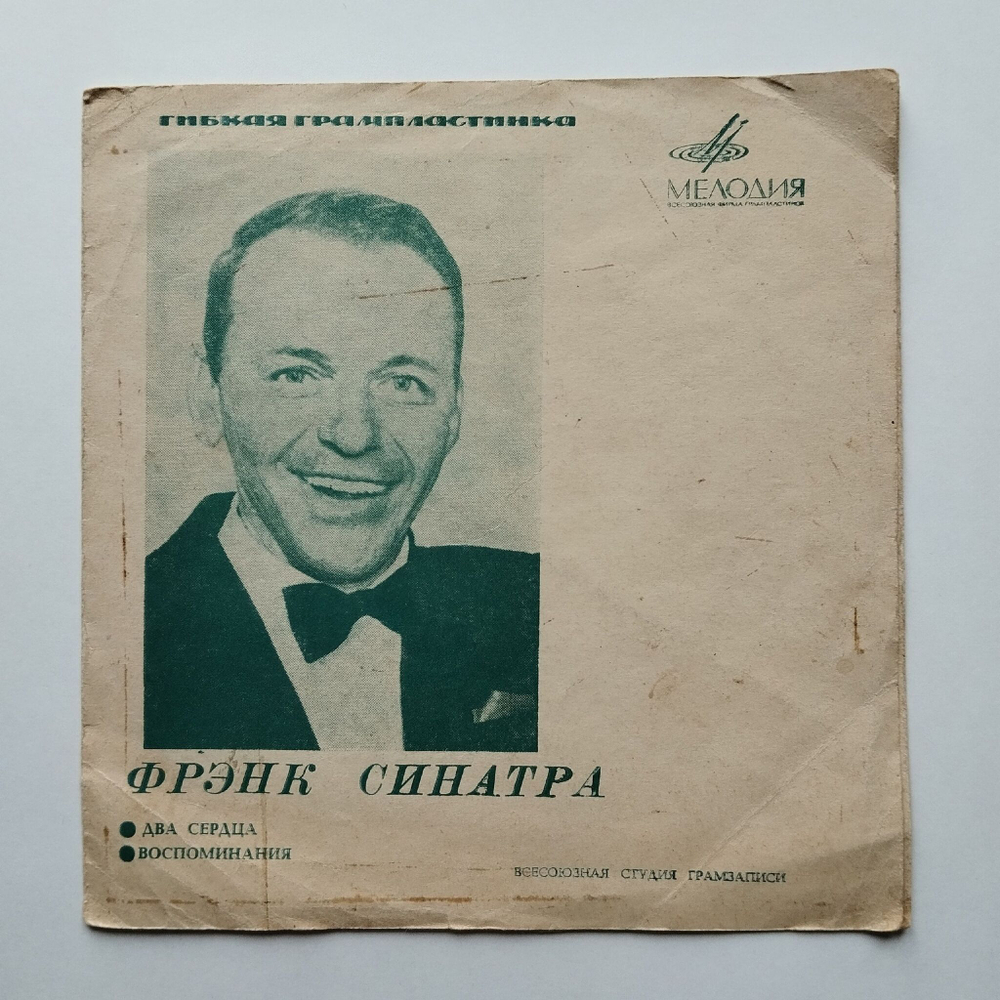 ГИБКАЯ ГРАМПЛАСТИНКА
МЕЛОДИЯ
ВСЕСОЮЗНАЯ ФИРМА ГРАМПЛАСТИНОК
ФРЭНК СИНАТРА
● ДВА СЕРДЦА
● ВОСПОМИНАНИЯ
ВСЕСОЮЗНАЯ СТУДИЯ ГРАМЗАПИСИ